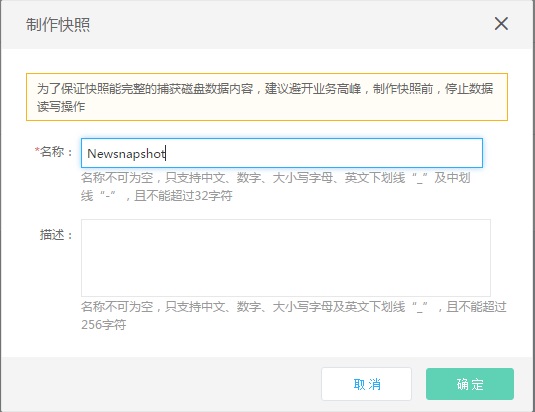 制作快照
为了保证快照能完整的捕获磁盘数据内容，建议避开业务高峰，制作快照前，停止数据
读写操作
*名称： Newsnapshot
名称不可为空，只支持中文、数字、大小写字母、英文下划线“_”及中划
线“-”，且不能超过32字符
描述：
名称不可为空，只支持中文、数字、大小写字母及英文下划线“_”，且不能超过
256字符
取消 确定